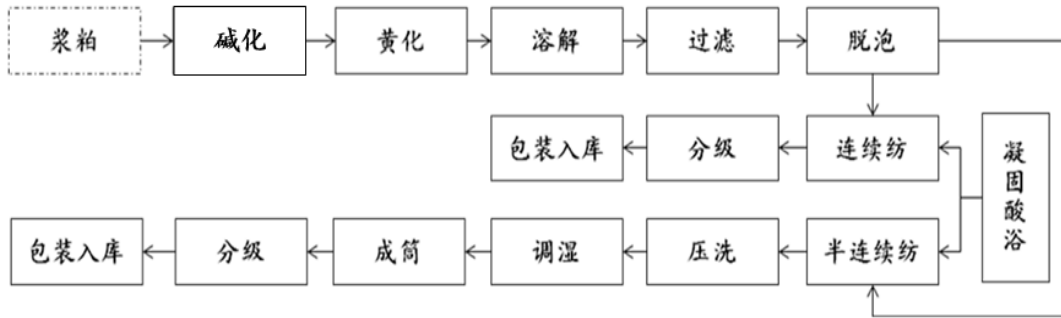 浆粕
碱化
黄化
溶解
过滤
脱泡
包装入库
分级
连续纺
凝固酸浴
包装入库
分级
成筒
调湿
压洗
半连续纺